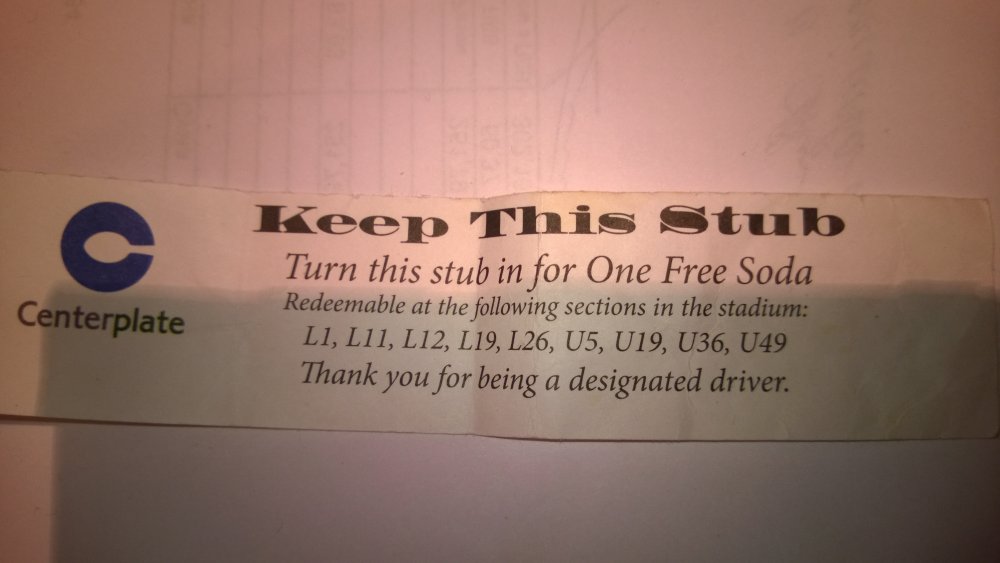 Keep This Stub
Turn this stub in for One Free Soda
Redeemable at the following sections in the stadium:
L1, L11, L12, L19, L26, U5, U19, U36, U49
Thank you for being a designated driver.
Centerplate